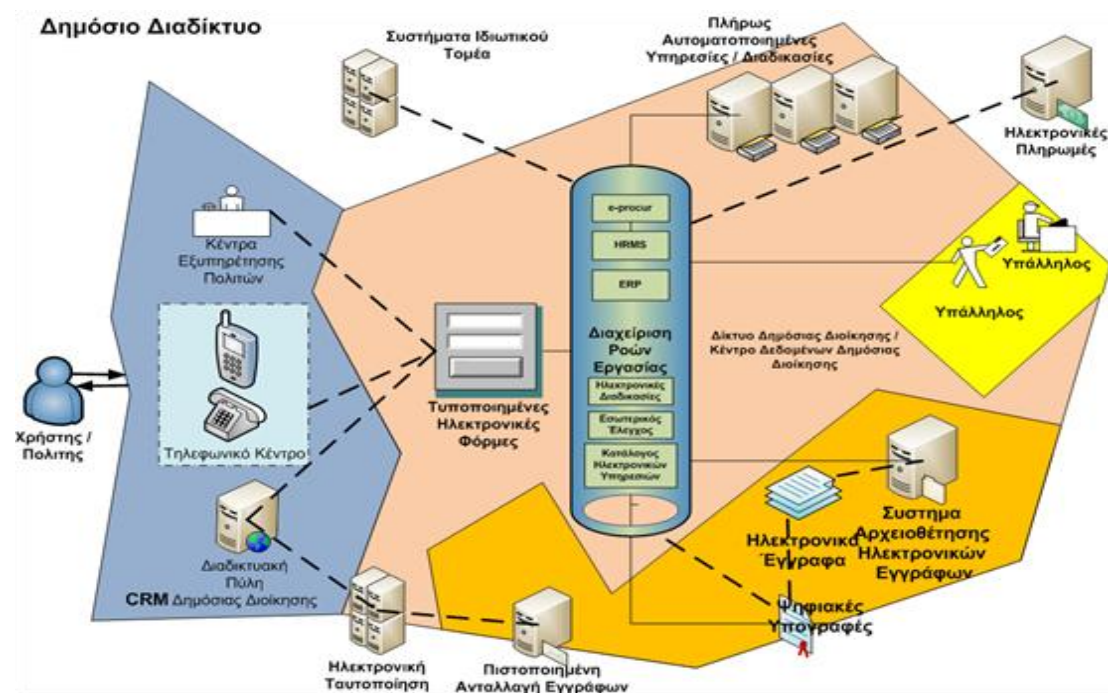 Δημόσιο Διαδίκτυο
Συστήματα Ιδιωτικού
Τομέα
Πλήρως
Αυτοματοποιημένες
Υπηρεσίες / Διαδικασίες
Ηλεκτρονικές
Πληρωμές
Κέντρα
Εξυπηρέτησης
Πολιτών
e-procur
HRMS
ERP
Υπάλληλος
Υπάλληλος
Διαχείριση
Ροών
Εργασίας
Δίκτυο Δημόσιας Διοίκησης /
Κέντρο Δεδομένων Δημόσιας
Διοίκησης
Ηλεκτρονικές
Διαδικασίες
Εσωτερικός
Έλεγχος
Κατάλογος
Ηλεκτρονικών
Υπηρεσιών
Τυποποιημένες
Ηλεκτρονικές
Φόρμες
Χρήστης /
Πολιτης
Τηλεφωνικό Κέντρο
Ηλεκτρονικά
Έγγραφα
Συστημα
Αρχειοθέτησης
Ηλεκτρονικών
Εγγράφων
Διαδικτυακή
Πύλη
CRM Δημόσιας Διοίκησης
Ψηφιακές
Υπογραφές
Ηλεκτρονική
Ταυτοποίηση
Πιστοποιημένη
Ανταλλαγή Εγγράφων